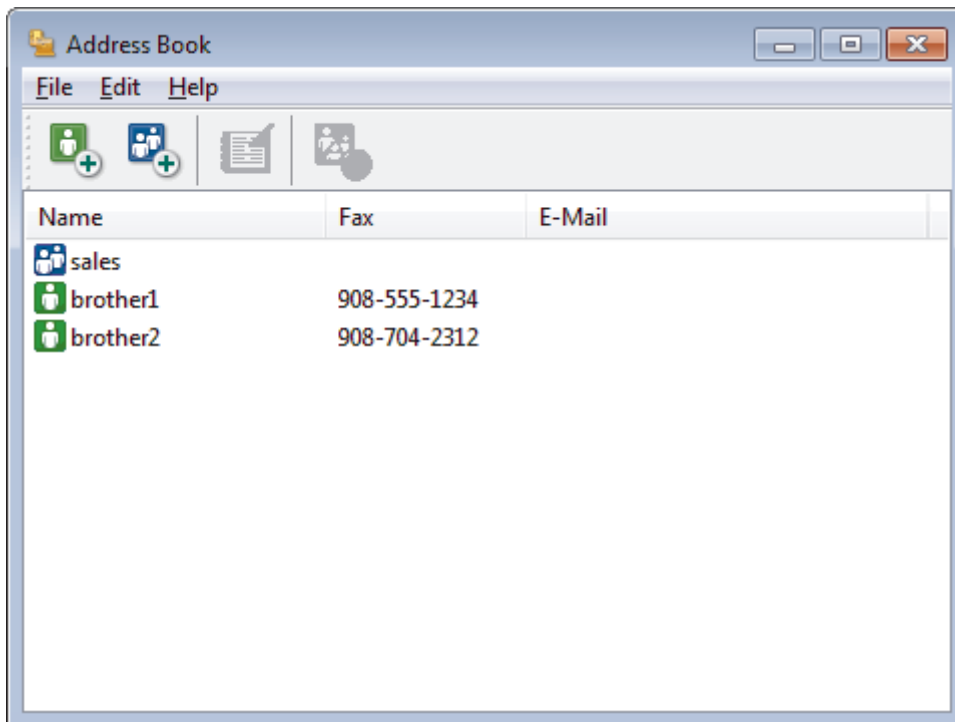 Address Book
File Edit Help
Name Fax E-Mail
sales
brother1 908-555-1234
brother2 908-704-2312